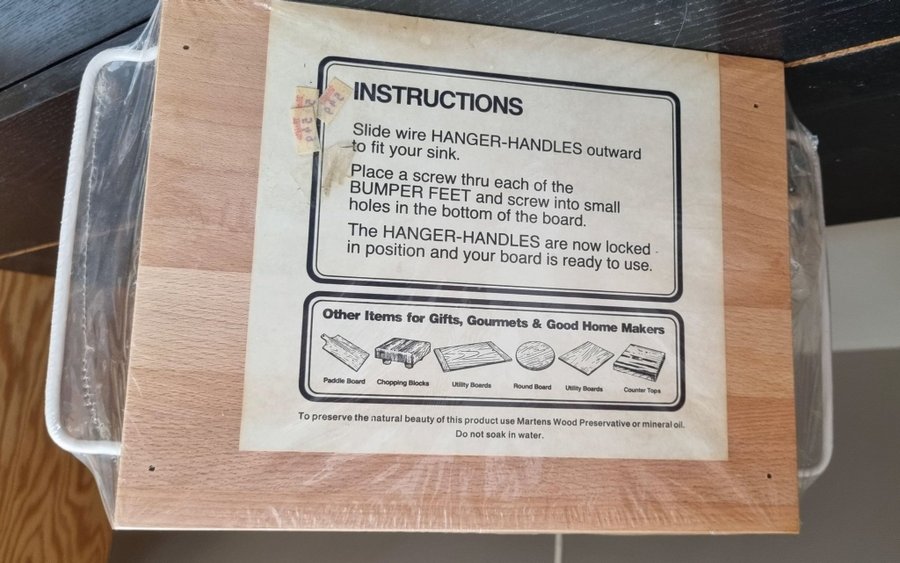 INSTRUCTIONS
Slide wire HANGER-HANDLES outward
to fit your sink.
Place a screw thru each of the
BUMPER FEET and screw into small
holes in the bottom of the board.
The HANGER-HANDLES are now locked
in position and your board is ready to use.
Other Items for Gifts, Gourmets & Good Home Makers
Paddle Board Chopping Blocks Utility Boards Round Board Utility Boards Counter Tops
To preserve the natural beauty of this product use Martens Wood Preservative or mineral oil.
Do not soak in water.